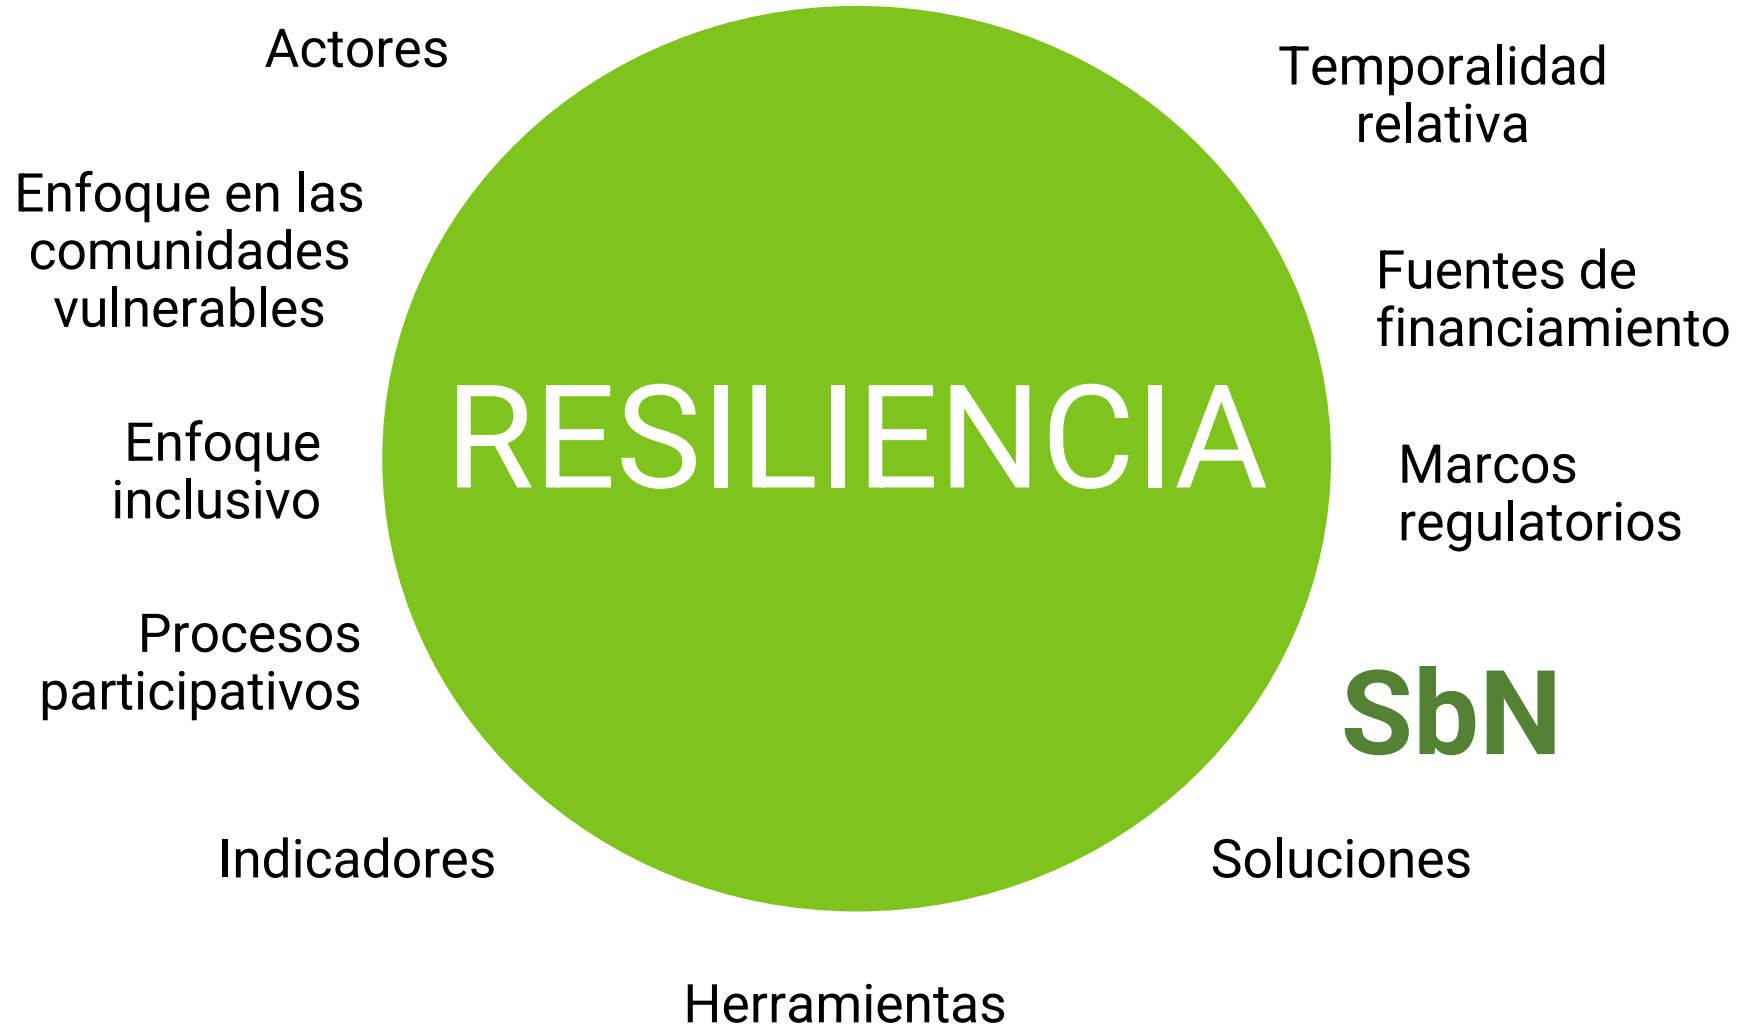 Actores
Temporalidad
relativa
Enfoque en las
comunidades
vulnerables
Fuentes de
financiamiento
RESILIENCIA
Enfoque
inclusivo
Marcos
regulatorios
Procesos
participativos
SbN
Indicadores
Soluciones
Herramientas